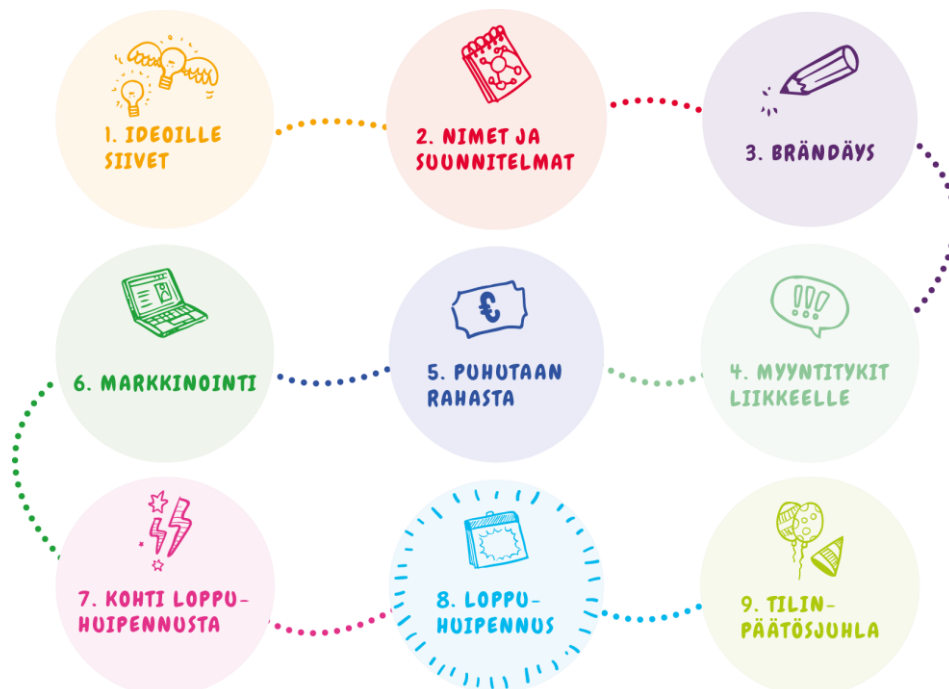 1. IDEOILLE
SIIVET
2. NIMET JA
SUUNNITELMAT
3. BRÄNDÄYS
4. MYYNTITYKIT
LIIKKEELLE
€
5. PUHUTAAN
RAHASTA
6. MARKKINOINTI
7. KOHTI LOPPU-
HUIPENNUSTA
8. LOPPU-
HUIPENNUS
9. TILIN-
PÄÄTÖSJUHLA